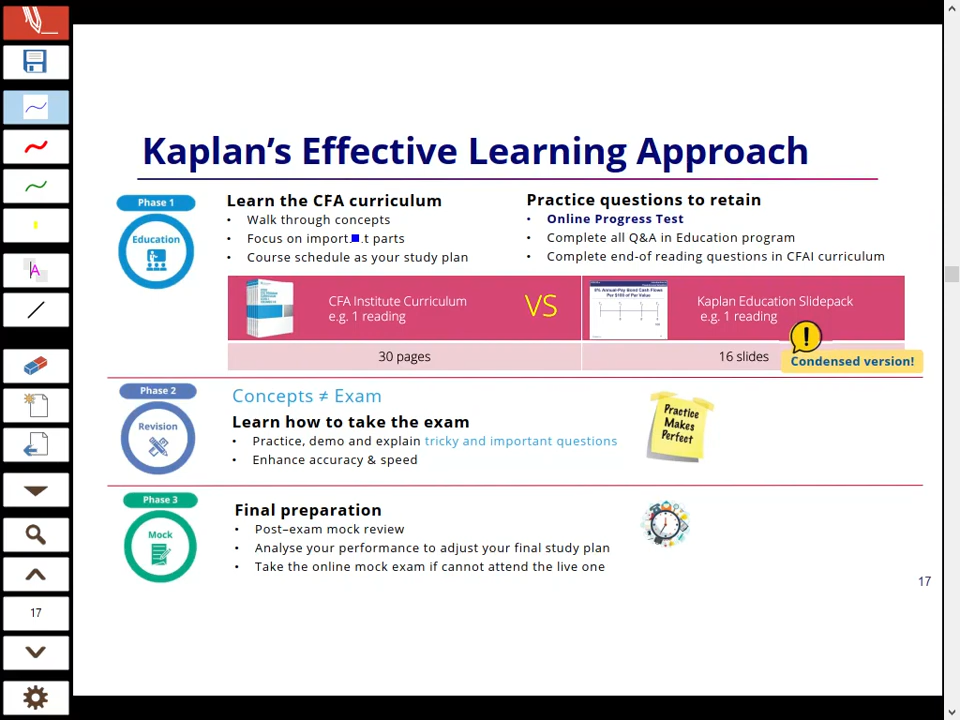 Kaplan's Effective Learning Approach
Phase 1
Education
Learn the CFA curriculum
• Walk through concepts
• Focus on parts
• Course schedule as your study plan
Practice questions to retain
• Online Progress Test
• Complete all Q&A in Education program
• Complete end-of reading questions in CFAI curriculum
CFA Institute Curriculum
e.g. 1 reading
VS
Kaplan Education Slidepack
e.g. 1 reading
30 pages
16 slides
!
Condensed version!
Phase 2
Revision
Concepts ≠ Exam
Learn how to take the exam
• Practice, demo and explain tricky and important questions
• Enhance accuracy & speed
Practice
Makes
Perfect
Phase 3
Mock
Final preparation
• Post–exam mock review
• Analyse your performance to adjust your final study plan
• Take the online mock exam if cannot attend the live one
17
A
17